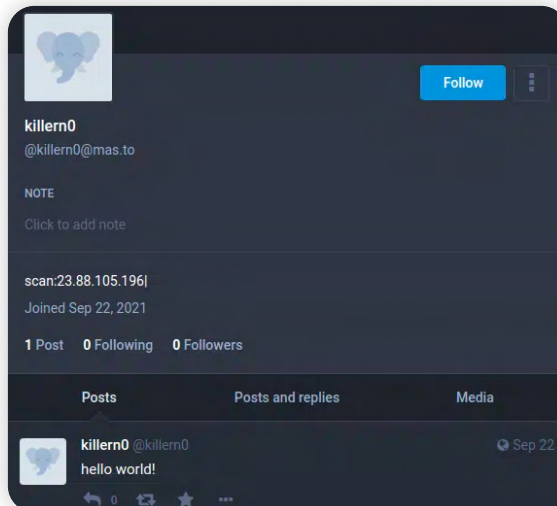 Follow
killern0
@killern0@mas.to
NOTE
Click to add note
scan:23.88.105.196|
Joined Sep 22, 2021
1 Post 0 Following 0 Followers
Posts Posts and replies Media
killern0 @killern0 Sep 22
hello world!
0